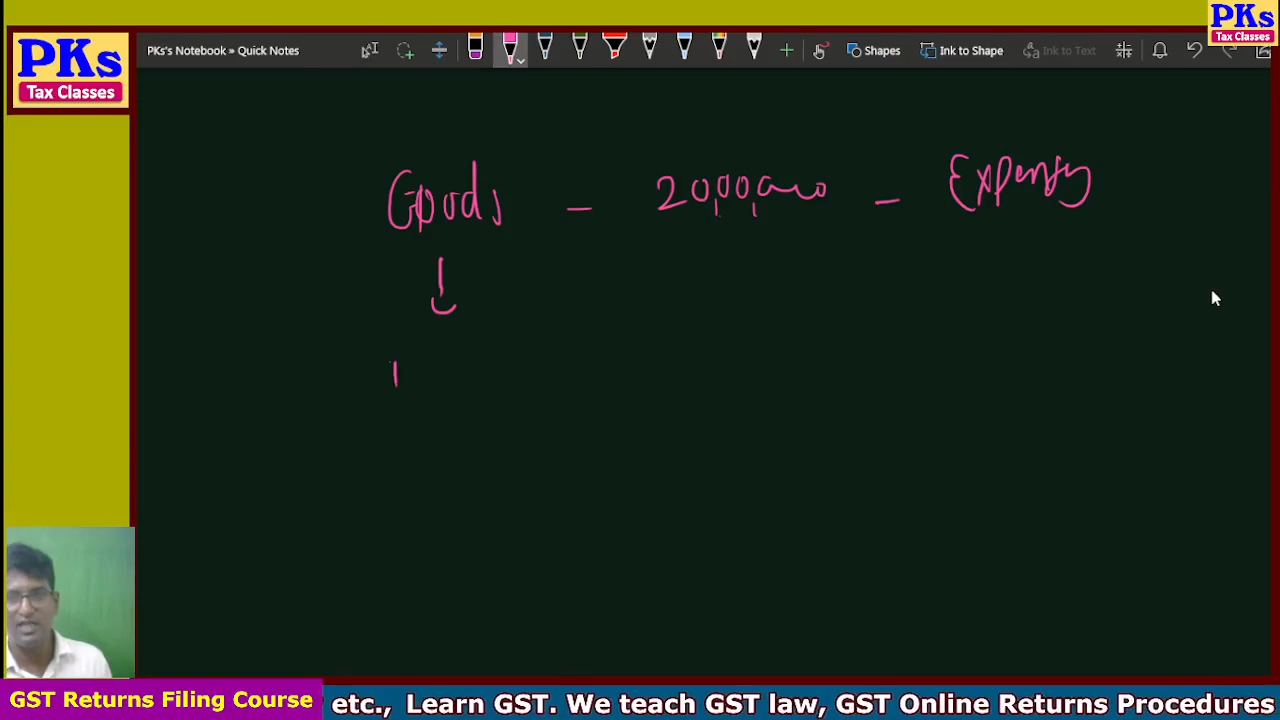 PKs
Tax Classes
PKs's Notebook » Quick Notes
Shapes
Ink to Shape
Ink to Text
PKs
Tax Classes
Goods - 20,00,000 - Expenses
GST Returns Filing Course
etc., Learn GST. We teach GST law, GST Online Returns Procedures